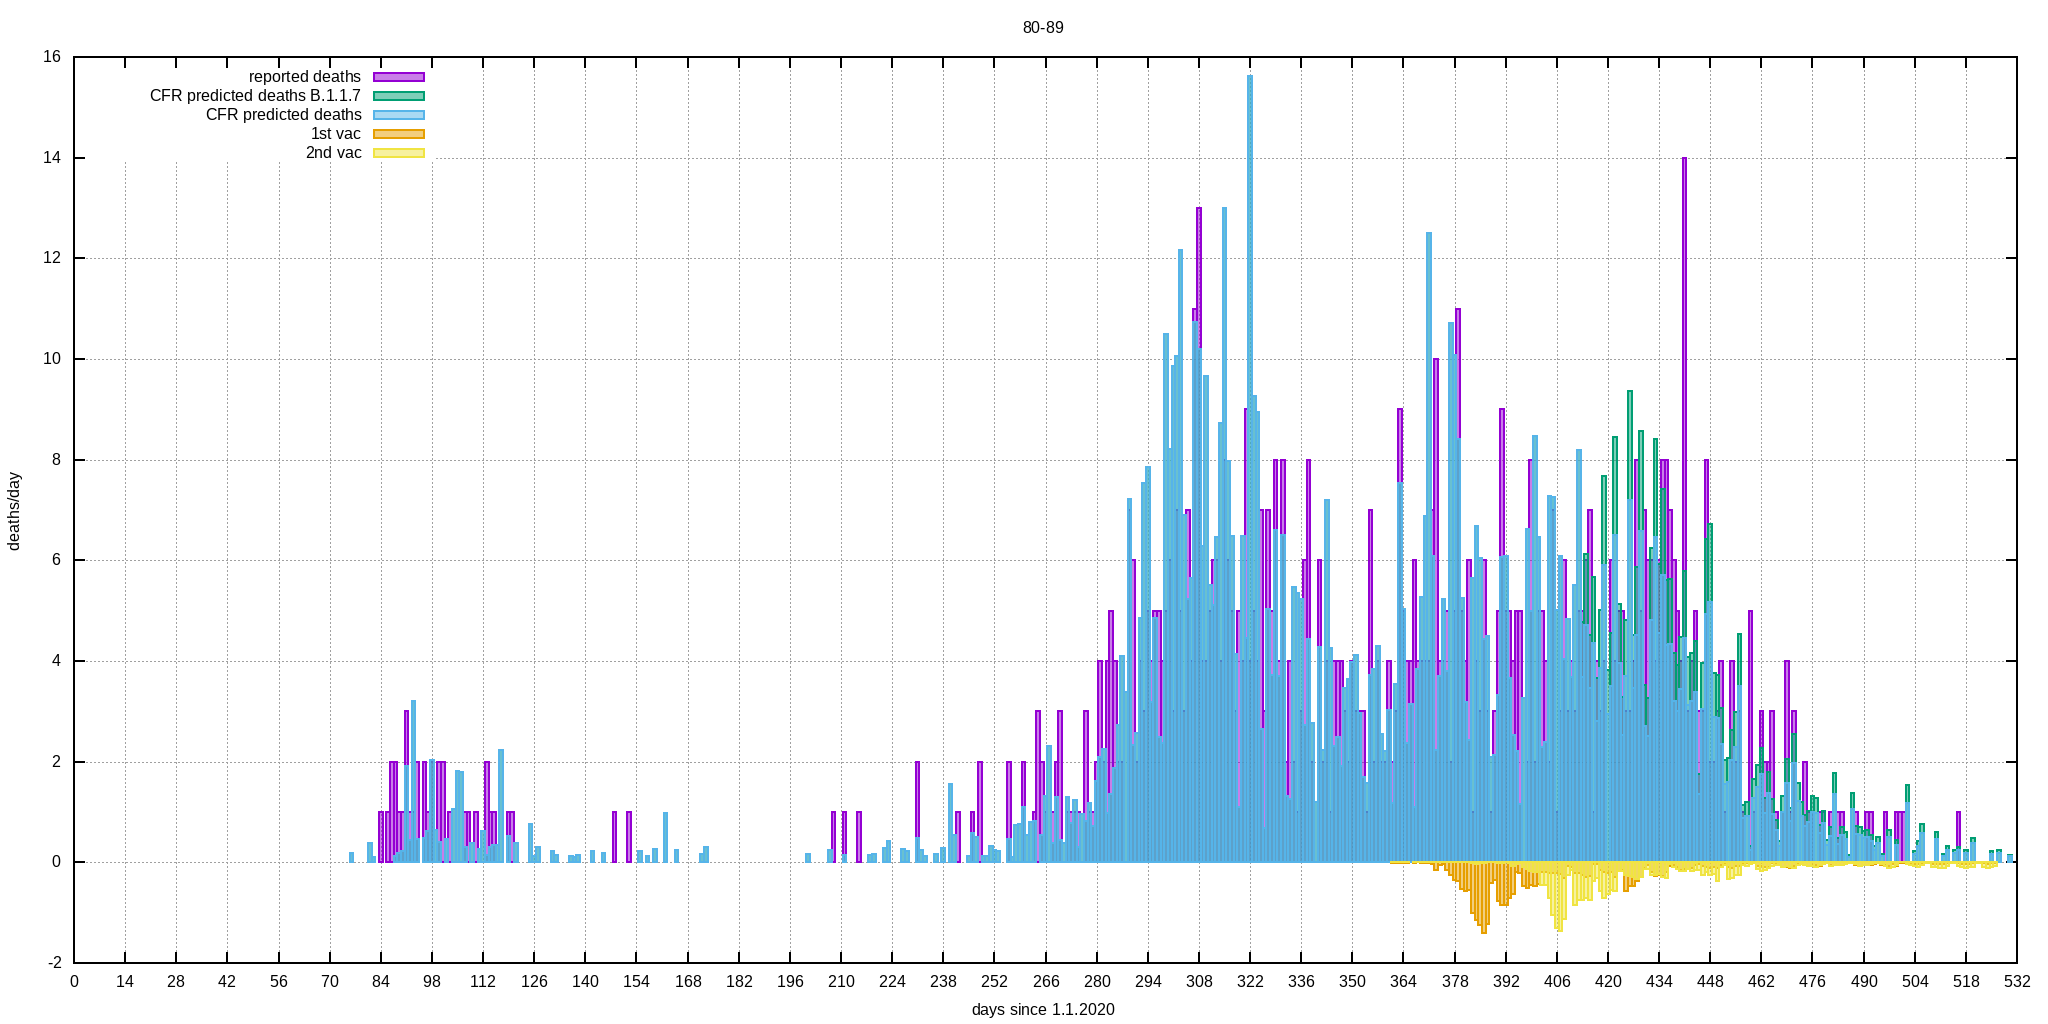 80-89
reported deaths
CFR predicted deaths B.1.1.7
CFR predicted deaths
1st vac
2nd vac
16
14
12
10
8
6
4
2
0
-2
deaths/day
0 14 28 42 56 70 84 98 112 126 140 154 168 182 196 210 224 238 252 266 280 294 308 322 336 350 364 378 392 406 420 434 448 462 476 490 504 518 532
days since 1.1.2020